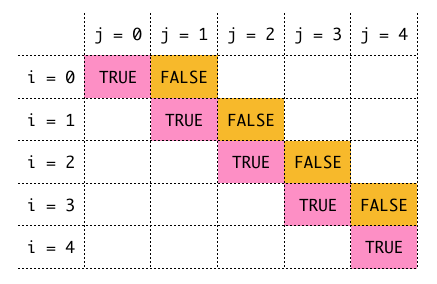 j = 0 j = 1 j = 2 j = 3 j = 4
i = 0 TRUE FALSE
i = 1 TRUE FALSE
i = 2 TRUE FALSE
i = 3 TRUE FALSE
i = 4 TRUE